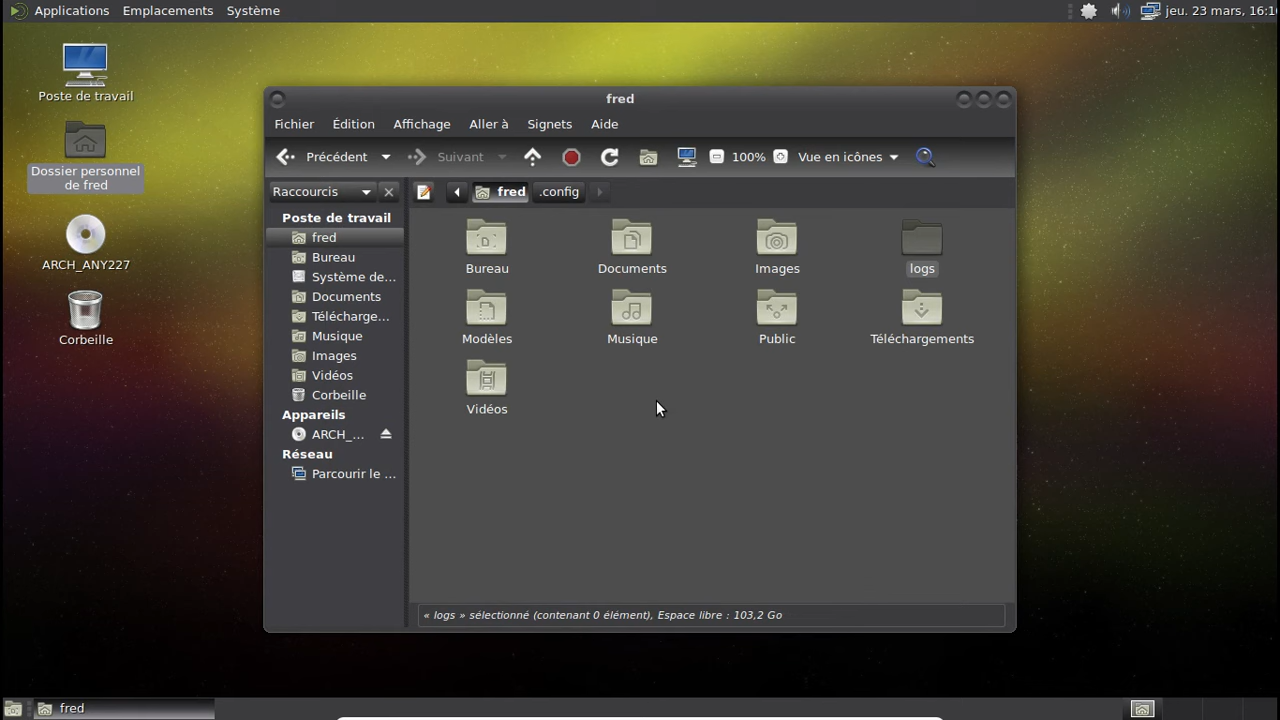 Applications Emplacements Système jeu. 23 mars, 16:1
Poste de travail
Dossier personnel
de fred
ARCH_ANY227
Corbeille
fred
Fichier Édition Affichage Aller à Signets Aide
Précédent Suivant 100% Vue en icônes
Raccourcis fred .config
Poste de travail
fred
Bureau
Système de...
Documents
Télécharge...
Musique
Images
Vidéos
Corbeille
Appareils
ARCH_...
Réseau
Parcourir le ...
Bureau Documents Images logs
Modèles Musique Public Téléchargements
Vidéos
« logs » sélectionné (contenant 0 élément), Espace libre : 103,2 Go
fred